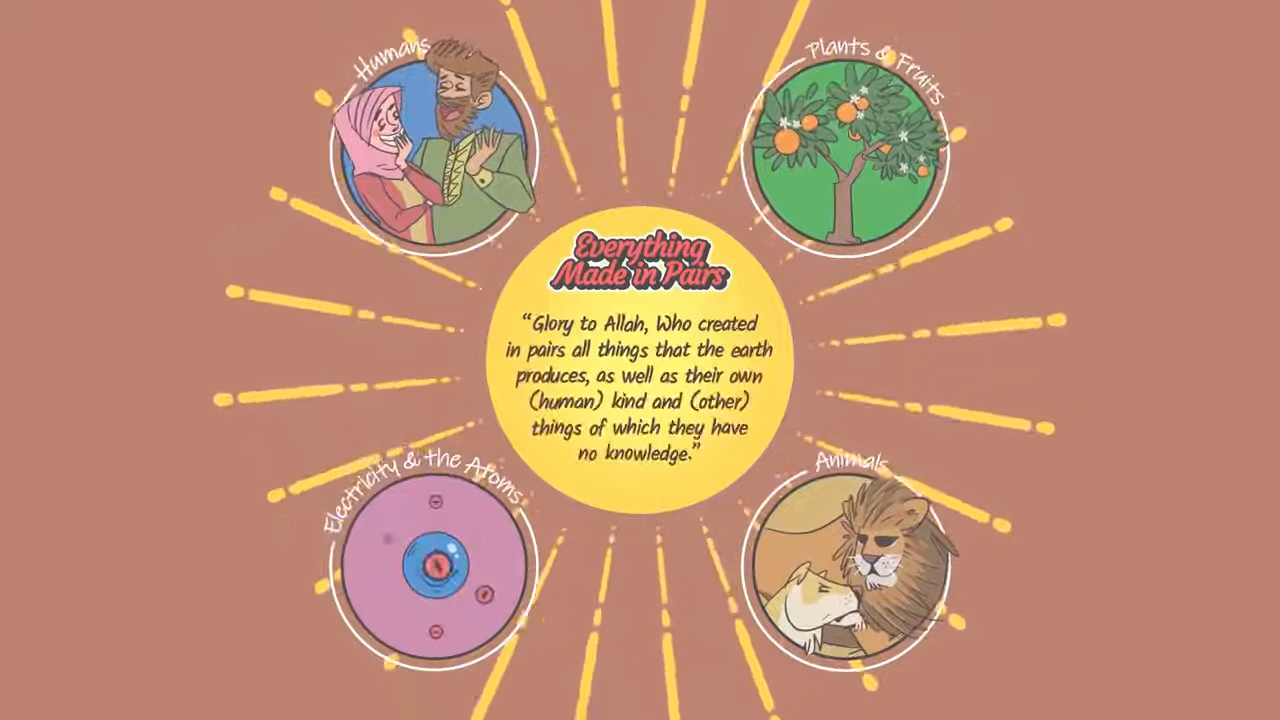 Humans
Plants & Fruits
Everything
Made in Pairs
“Glory to Allah, Who created
in pairs all things that the earth
produces, as well as their own
(human) kind and (other)
things of which they have
no knowledge.”
Electricity & the Atoms
Animals